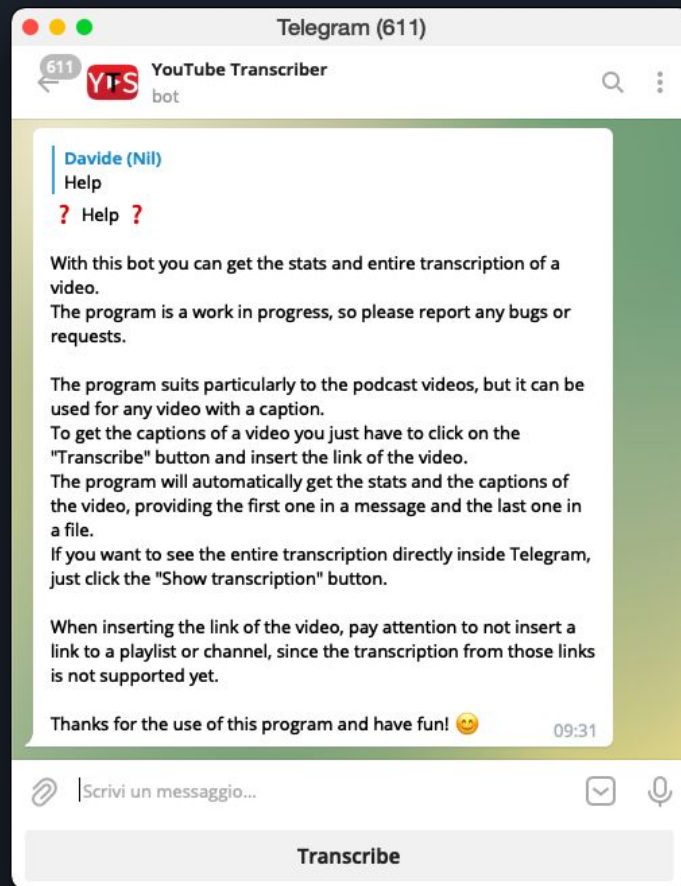 Telegram (611)
611
YTS
YouTube Transcriber
bot
Davide (Nil)
Help
❓ Help ❓
With this bot you can get the stats and entire transcription of a
video.
The program is a work in progress, so please report any bugs or
requests.
The program suits particularly to the podcast videos, but it can be
used for any video with a caption.
To get the captions of a video you just have to click on the
"Transcribe" button and insert the link of the video.
The program will automatically get the stats and the captions of
the video, providing the first one in a message and the last one in
a file.
If you want to see the entire transcription directly inside Telegram,
just click the "Show transcription" button.
When inserting the link of the video, pay attention to not insert a
link to a playlist or channel, since the transcription from those links
is not supported yet.
Thanks for the use of this program and have fun! 😊
09:31
Scrivi un messaggio...
Transcribe